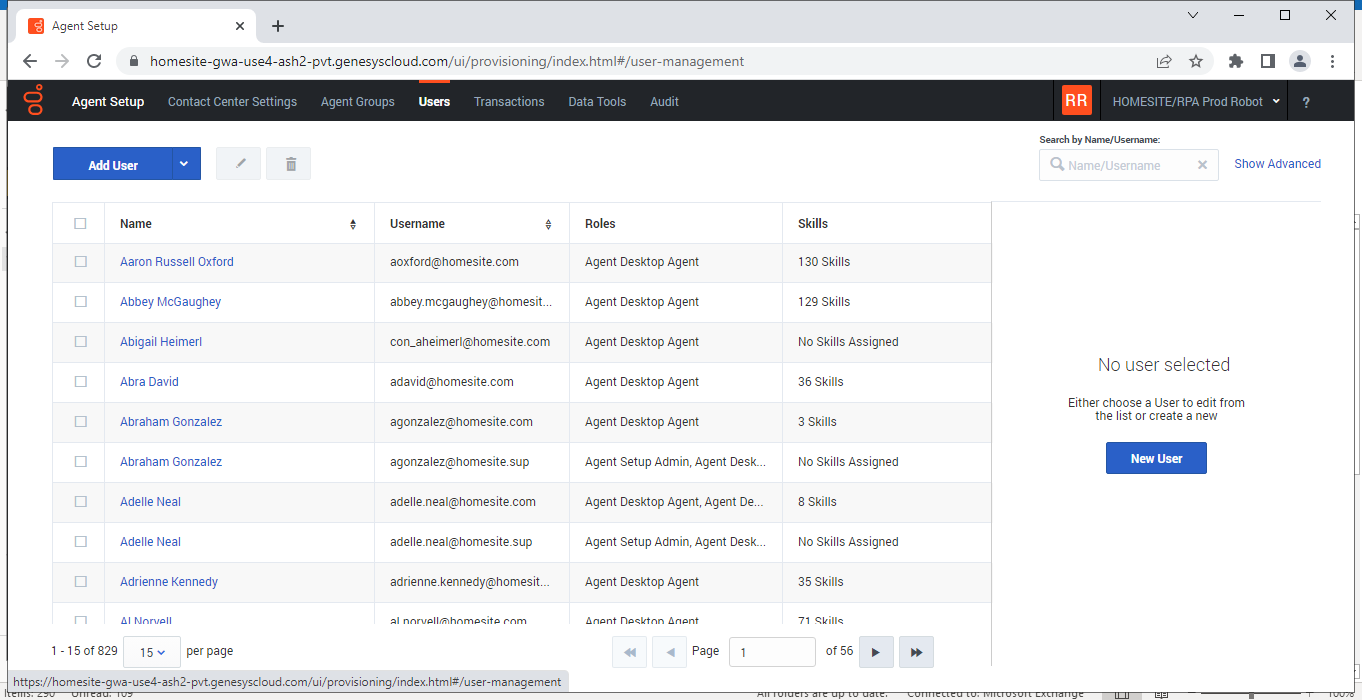 Agent Setup
homesite-gwa-use4-ash2-pvt.genesyscloud.com/ui/provisioning/index.html#/user-management
Agent Setup Contact Center Settings Agent Groups Users Transactions Data Tools Audit RR HOMESITE/RPA Prod Robot ?
Search by Name/Username:
Add User Name/Username Show Advanced
Name Username Roles Skills
Aaron Russell Oxford aoxford@homesite.com Agent Desktop Agent 130 Skills
Abbey McGaughey abbey.mcgaughey@homesit... Agent Desktop Agent 129 Skills
Abigail Heimerl con_aheimerl@homesite.com Agent Desktop Agent No Skills Assigned
Abra David adavid@homesite.com Agent Desktop Agent 36 Skills
Abraham Gonzalez agonzalez@homesite.com Agent Desktop Agent 3 Skills
Abraham Gonzalez agonzalez@homesite.sup Agent Setup Admin, Agent Desk... No Skills Assigned
Adelle Neal adelle.neal@homesite.com Agent Desktop Agent, Agent De... 8 Skills
Adelle Neal adelle.neal@homesite.sup Agent Setup Admin, Agent Desk... No Skills Assigned
Adrienne Kennedy adrienne.kennedy@homesit... Agent Desktop Agent 35 Skills
Al Norvell al.norvell@homesite.com Agent Desktop Agent 71 Skills
No user selected
Either choose a User to edit from
the list or create a new
New User
1 - 15 of 829 15 per page Page 1 of 56
https://homesite-gwa-use4-ash2-pvt.genesyscloud.com/ui/provisioning/index.html#/user-management
Items: 290 Unread: 109 All folders are up to date. Connected to: Microsoft Exchange 100%